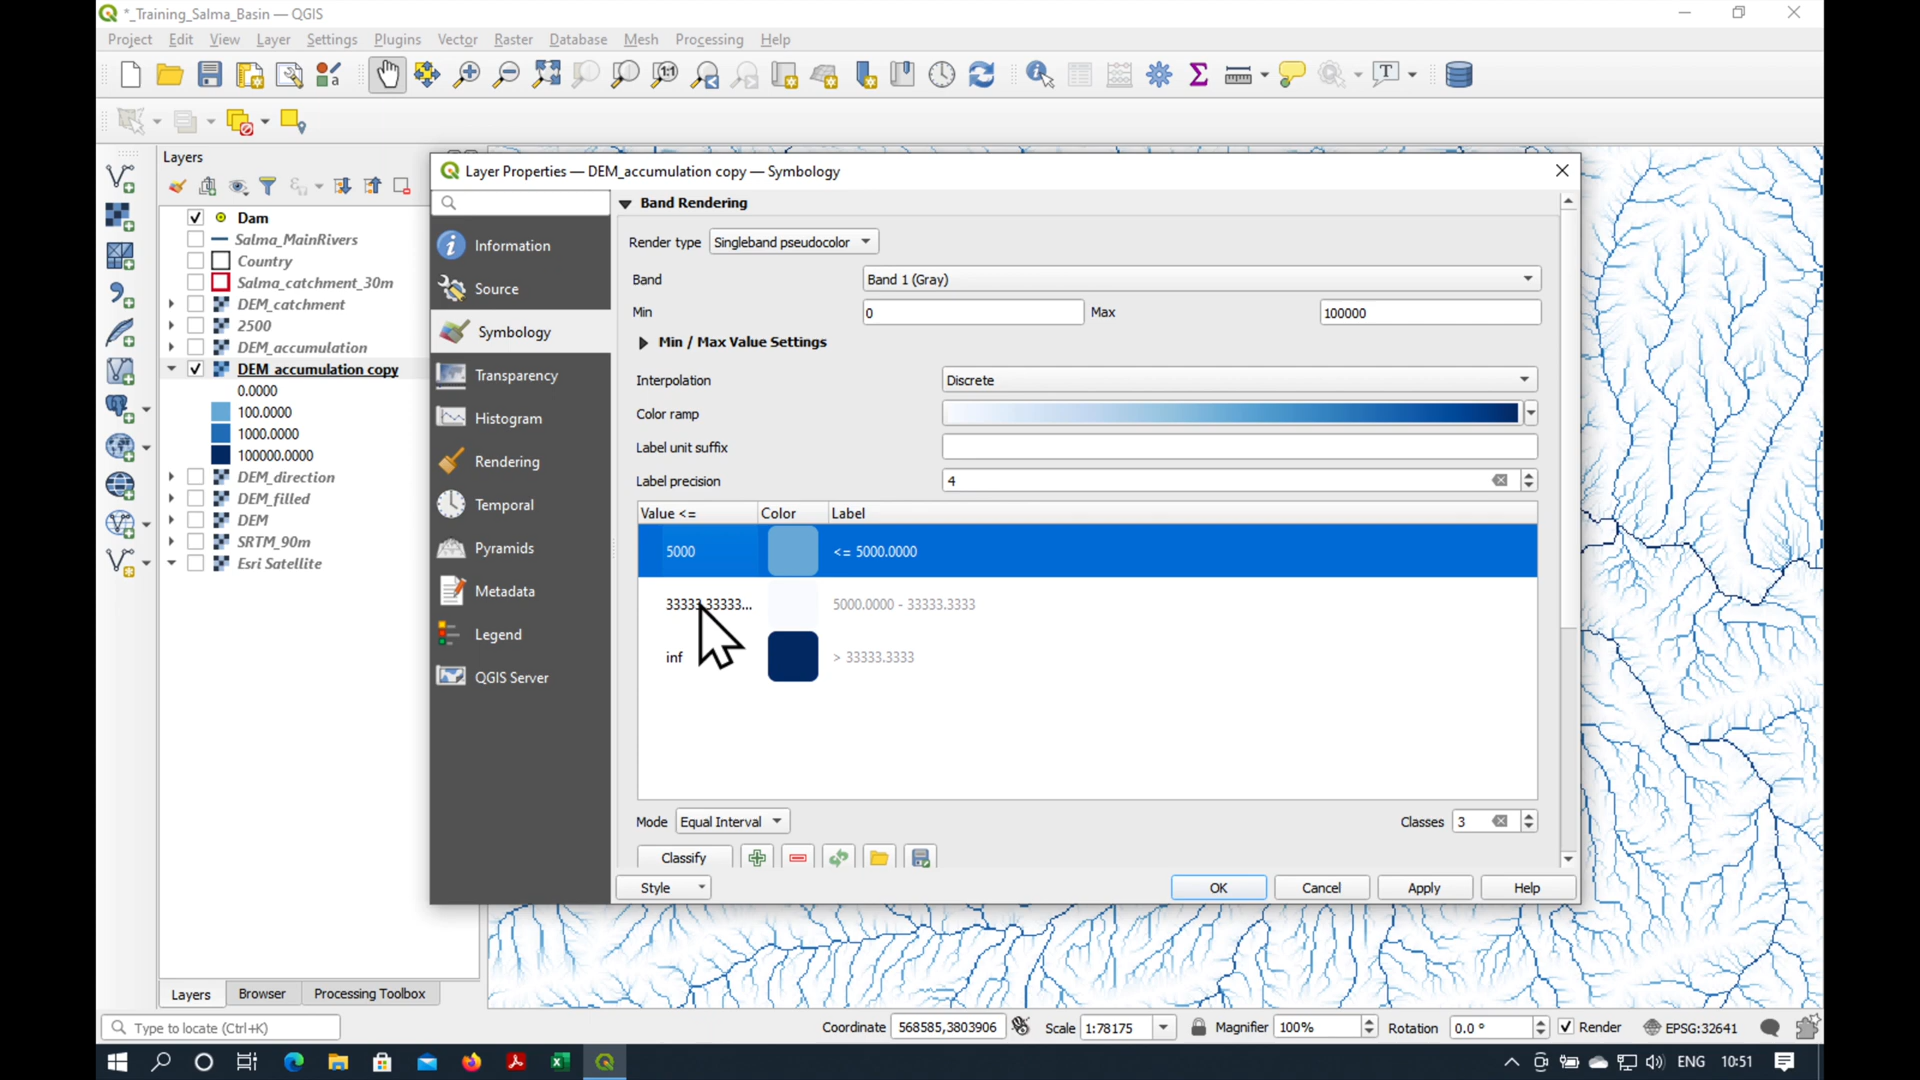 *_Training_Salma_Basin — QGIS
Project Edit View Layer Settings Plugins Vector Raster Database Mesh Processing Help
Layers
Dam
Salma_MainRivers
Country
Salma_catchment_30m
DEM_catchment
2500
DEM_accumulation
DEM_accumulation copy
0.0000
100.0000
1000.0000
100000.0000
DEM_direction
DEM_filled
DEM
SRTM_90m
Esri Satellite
Layers Browser Processing Toolbox
Layer Properties — DEM_accumulation copy — Symbology
Information
Source
Symbology
Transparency
Histogram
Rendering
Temporal
Pyramids
Metadata
Legend
QGIS Server
Band Rendering
Render type Singleband pseudocolor
Band Band 1 (Gray)
Min 0 Max 100000
Min / Max Value Settings
Interpolation Discrete
Color ramp
Label unit suffix
Label precision 4
Value <= Color Label
5000 <= 5000.0000
33333.33333... 5000.0000 - 33333.3333
inf > 33333.3333
Mode Equal Interval Classes 3
Classify
Style OK Cancel Apply Help
Type to locate (Ctrl+K) Coordinate 568585,3803906 Scale 1:78175 Magnifier 100% Rotation 0.0 ° Render EPSG:32641
ENG 10:51